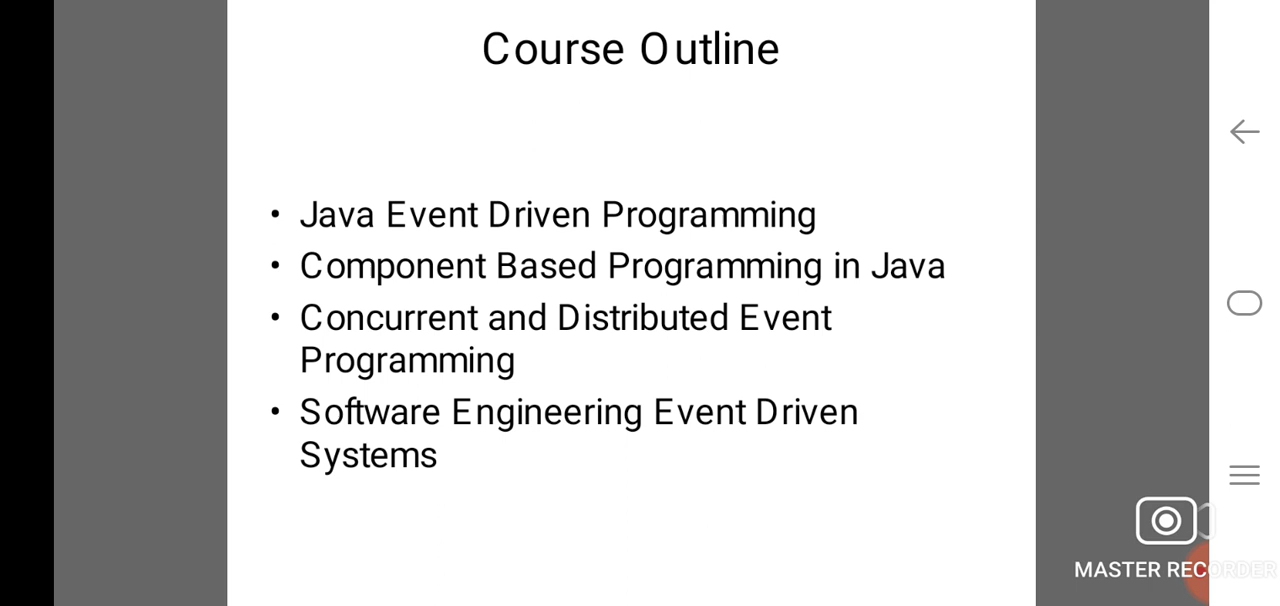 Course Outline
• Java Event Driven Programming
• Component Based Programming in Java
• Concurrent and Distributed Event
Programming
• Software Engineering Event Driven
Systems
MASTER RECORDER